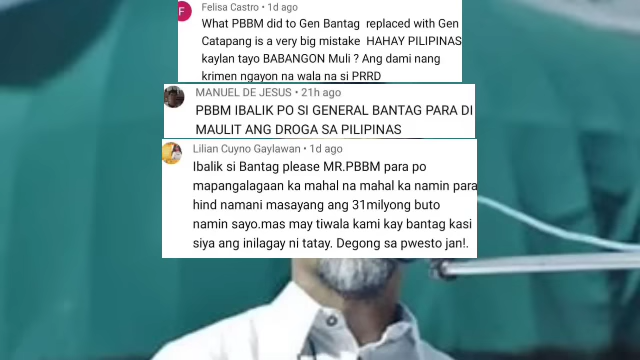 F
Felisa Castro • 1d ago
What PBBM did to Gen Bantag replaced with Gen
Catapang is a very big mistake HAHAY PILIPINAS
kaylan tayo BABANGON Muli ? Ang dami nang
krimen ngayon na wala na si PRRD
MANUEL DE JESUS • 21h ago
PBBM IBALIK PO SI GENERAL BANTAG PARA DI
MAULIT ANG DROGA SA PILIPINAS
Lilian Cuyno Gaylawan • 1d ago
Ibalik si Bantag please MR.PBBM para po
mapangalagaan ka mahal na mahal ka namin para
hind namani masayang ang 31milyong buto
namin sayo.mas may tiwala kami kay bantag kasi
siya ang inilagay ni tatay. Degong sa pwesto jan!.